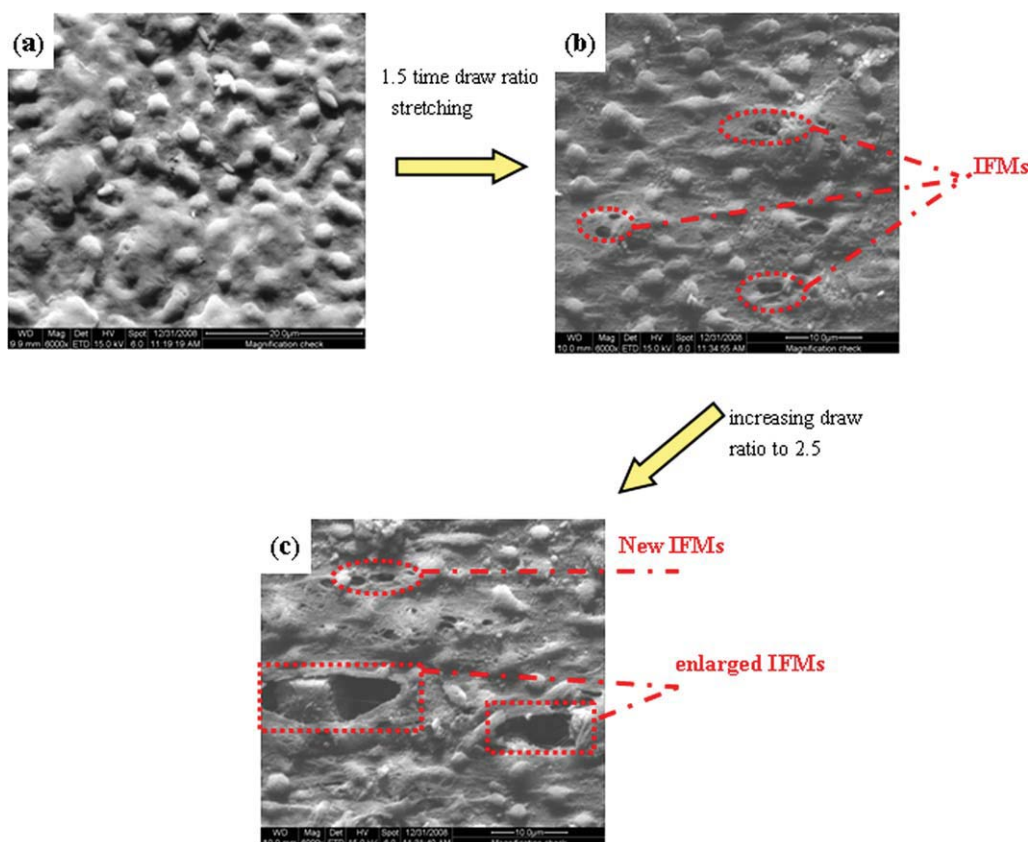 (a)
1.5 time draw ratio
stretching
(b)
IFMs
WD Mag Det HV Spot 12/31/2008 20.0µm
9.9 mm 6000x ETD 15.0 kV 6.0 11:19:19 AM Magnification check
WD Mag Det HV Spot 12/31/2008 10.0µm
10.0 mm 6000x ETD 15.0 kV 6.0 11:34:55 AM Magnification check
increasing draw
ratio to 2.5
(c)
New IFMs
enlarged IFMs
WD Mag Det HV Spot 12/31/2008 10.0µm